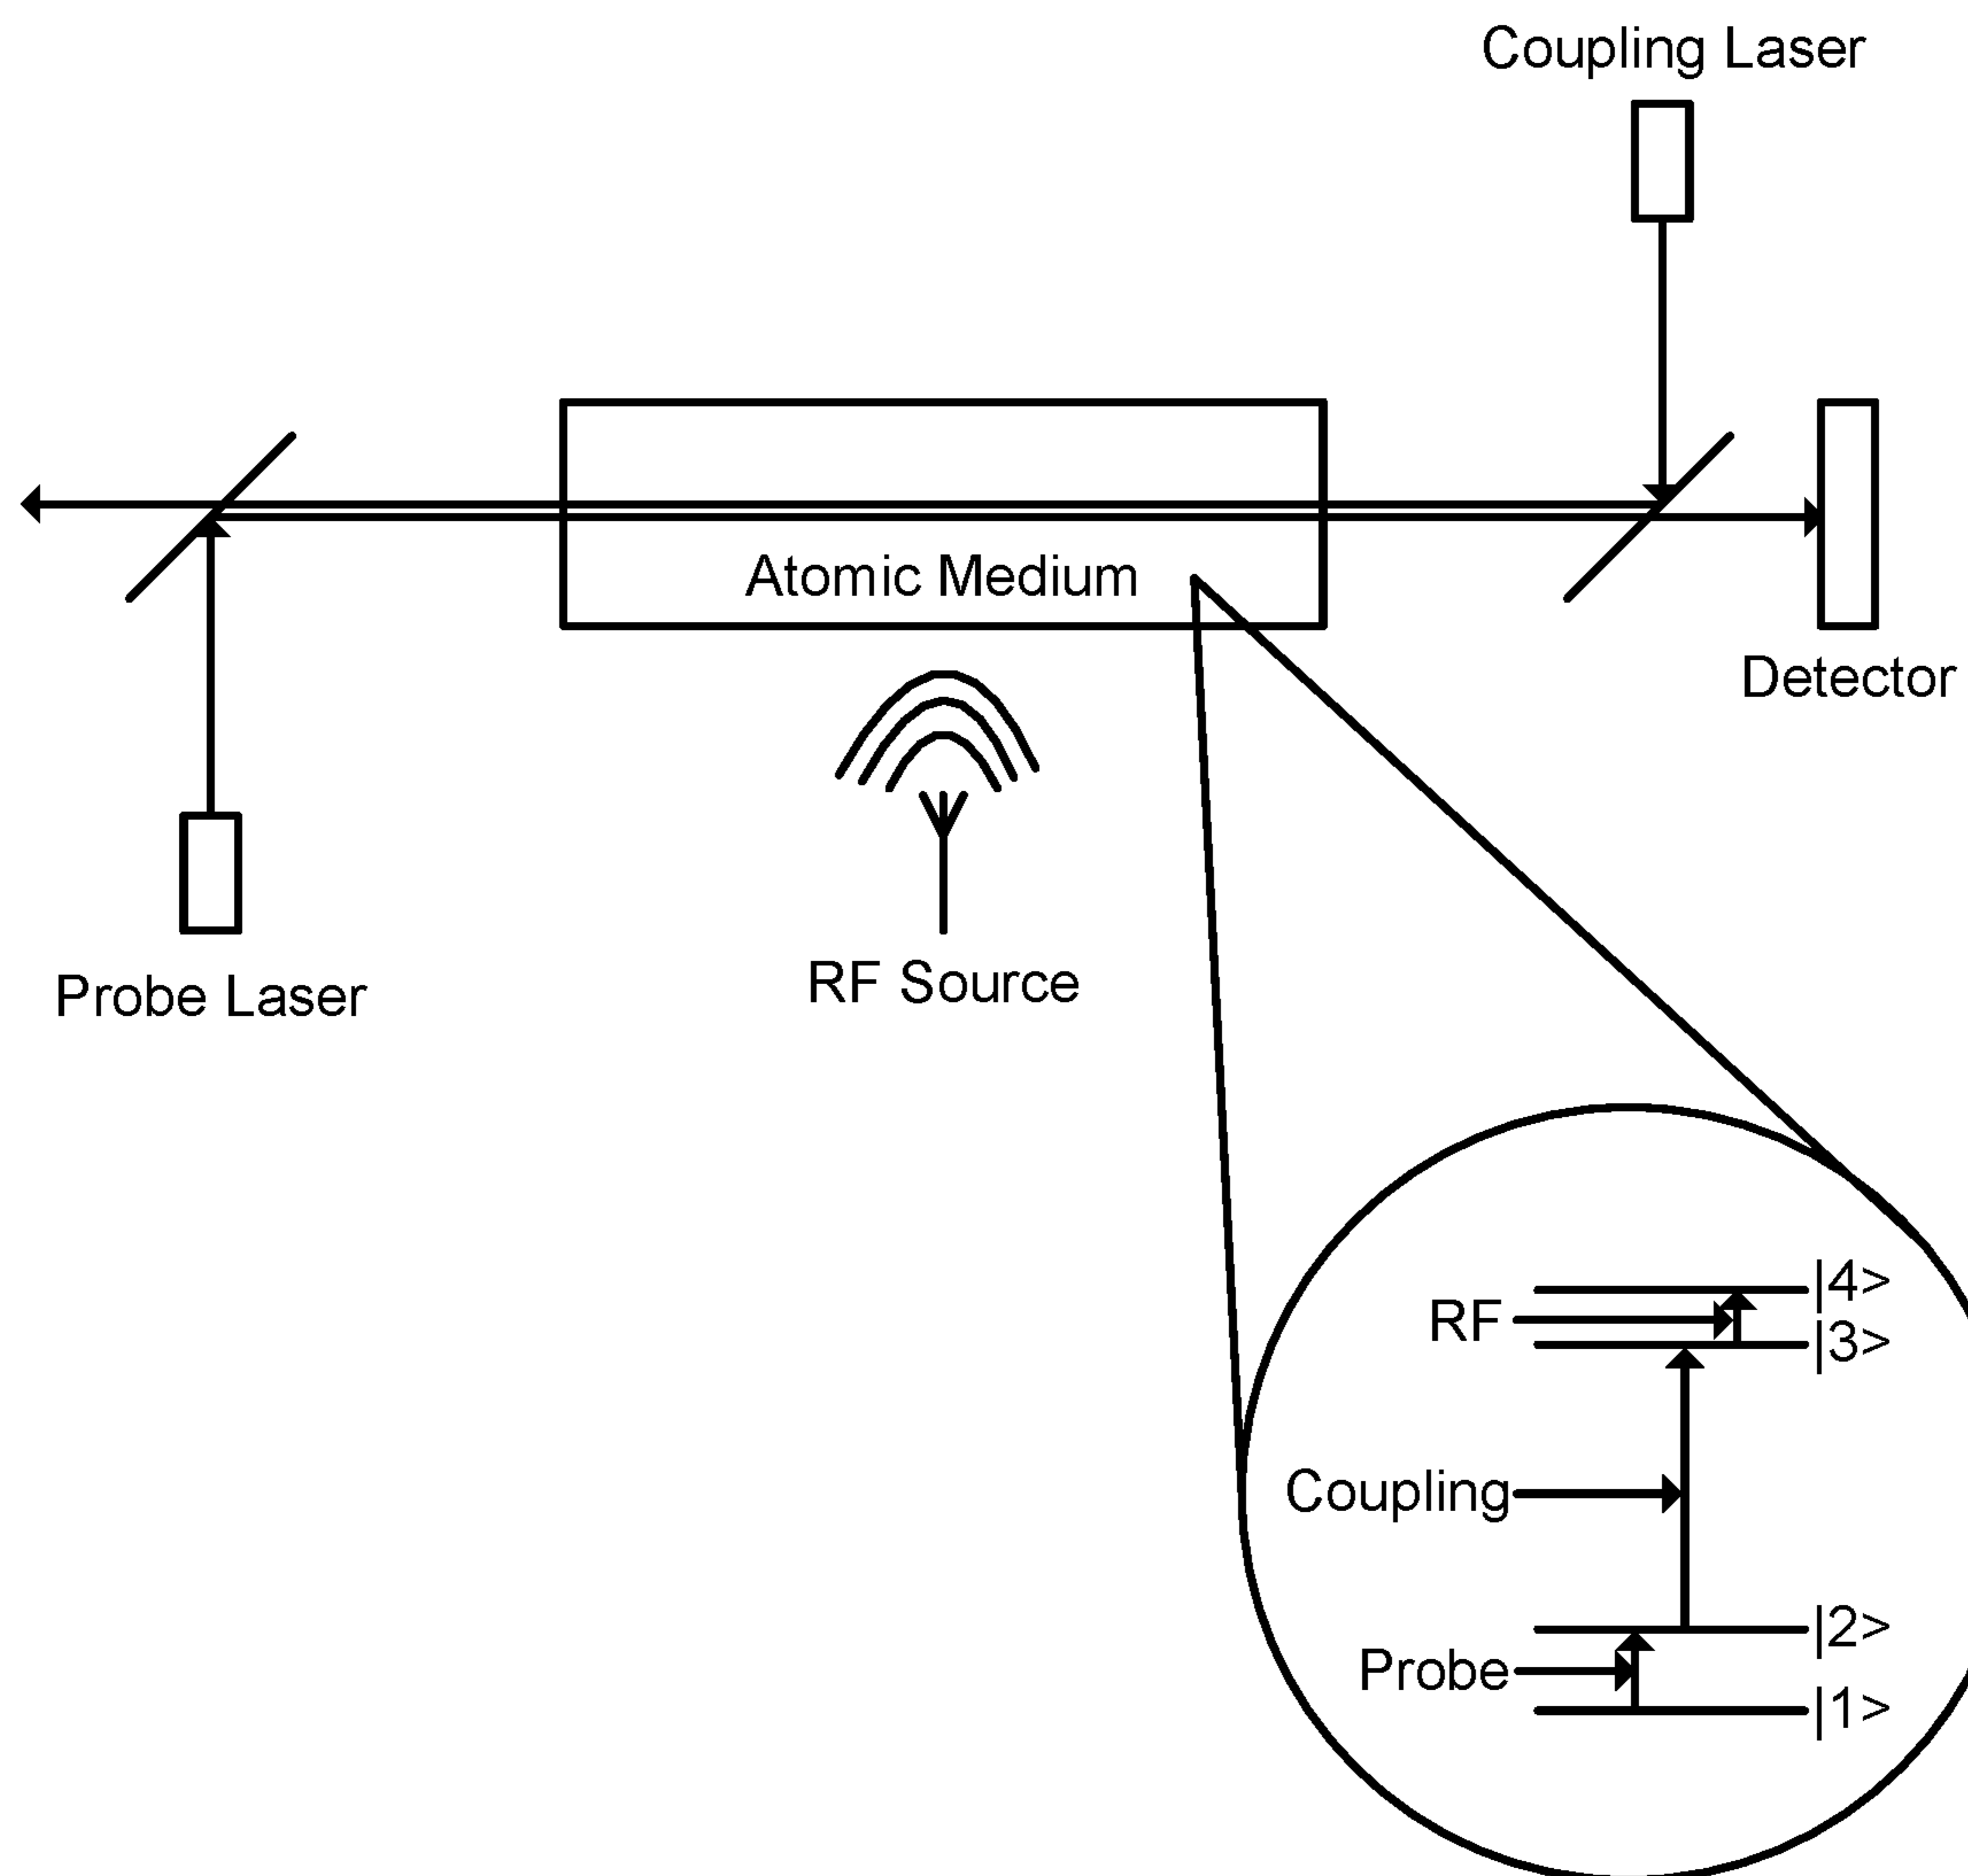 Coupling Laser
Atomic Medium
Detector
Probe Laser
RF Source
|4>
RF
|3>
Coupling
|2>
Probe
|1>